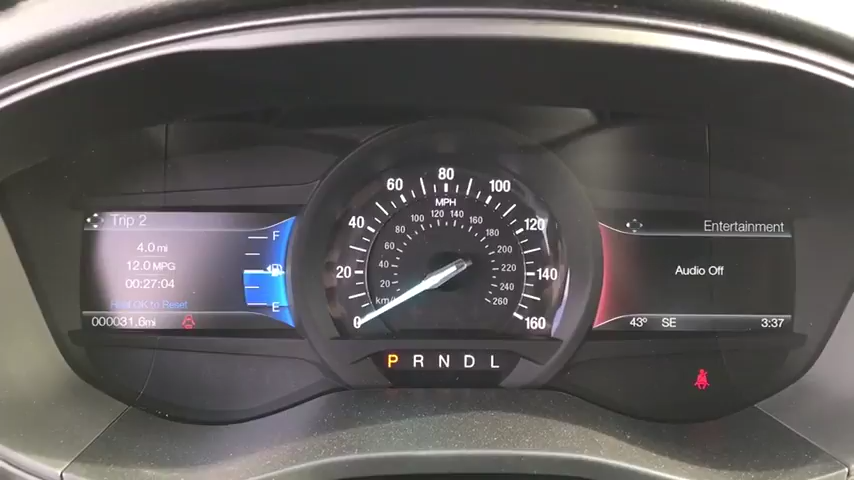 Trip 2
4.0 mi
12.0 MPG
00:27:04
Hold OK to Reset
000031.6mi
F
E
0 20 40 60 80 100 120 140 160
MPH
20 40 60 80 100 120 140 160 180 200 220 240 260
km/h
P R N D L
Entertainment
Audio Off
43º SE 3:37